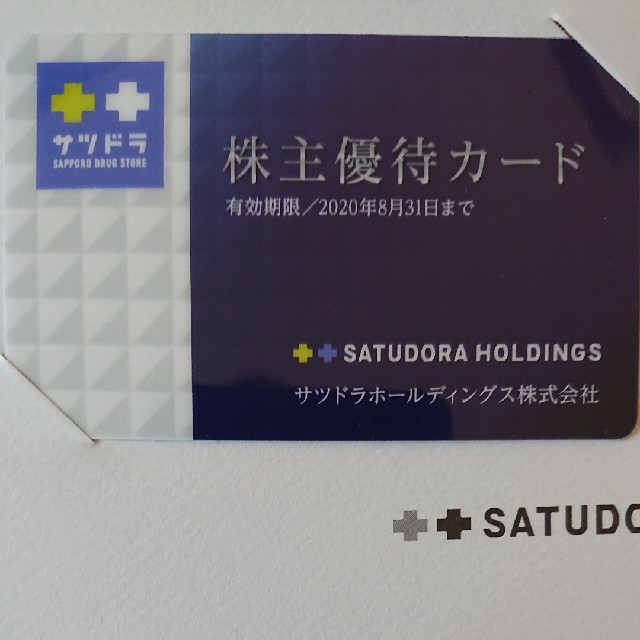 サツドラ
SAPPORO DRUG STORE
株主優待カード
有効期限／2020年8月31日まで
SATUDORA HOLDINGS
サツドラホールディングス株式会社
SATUDO